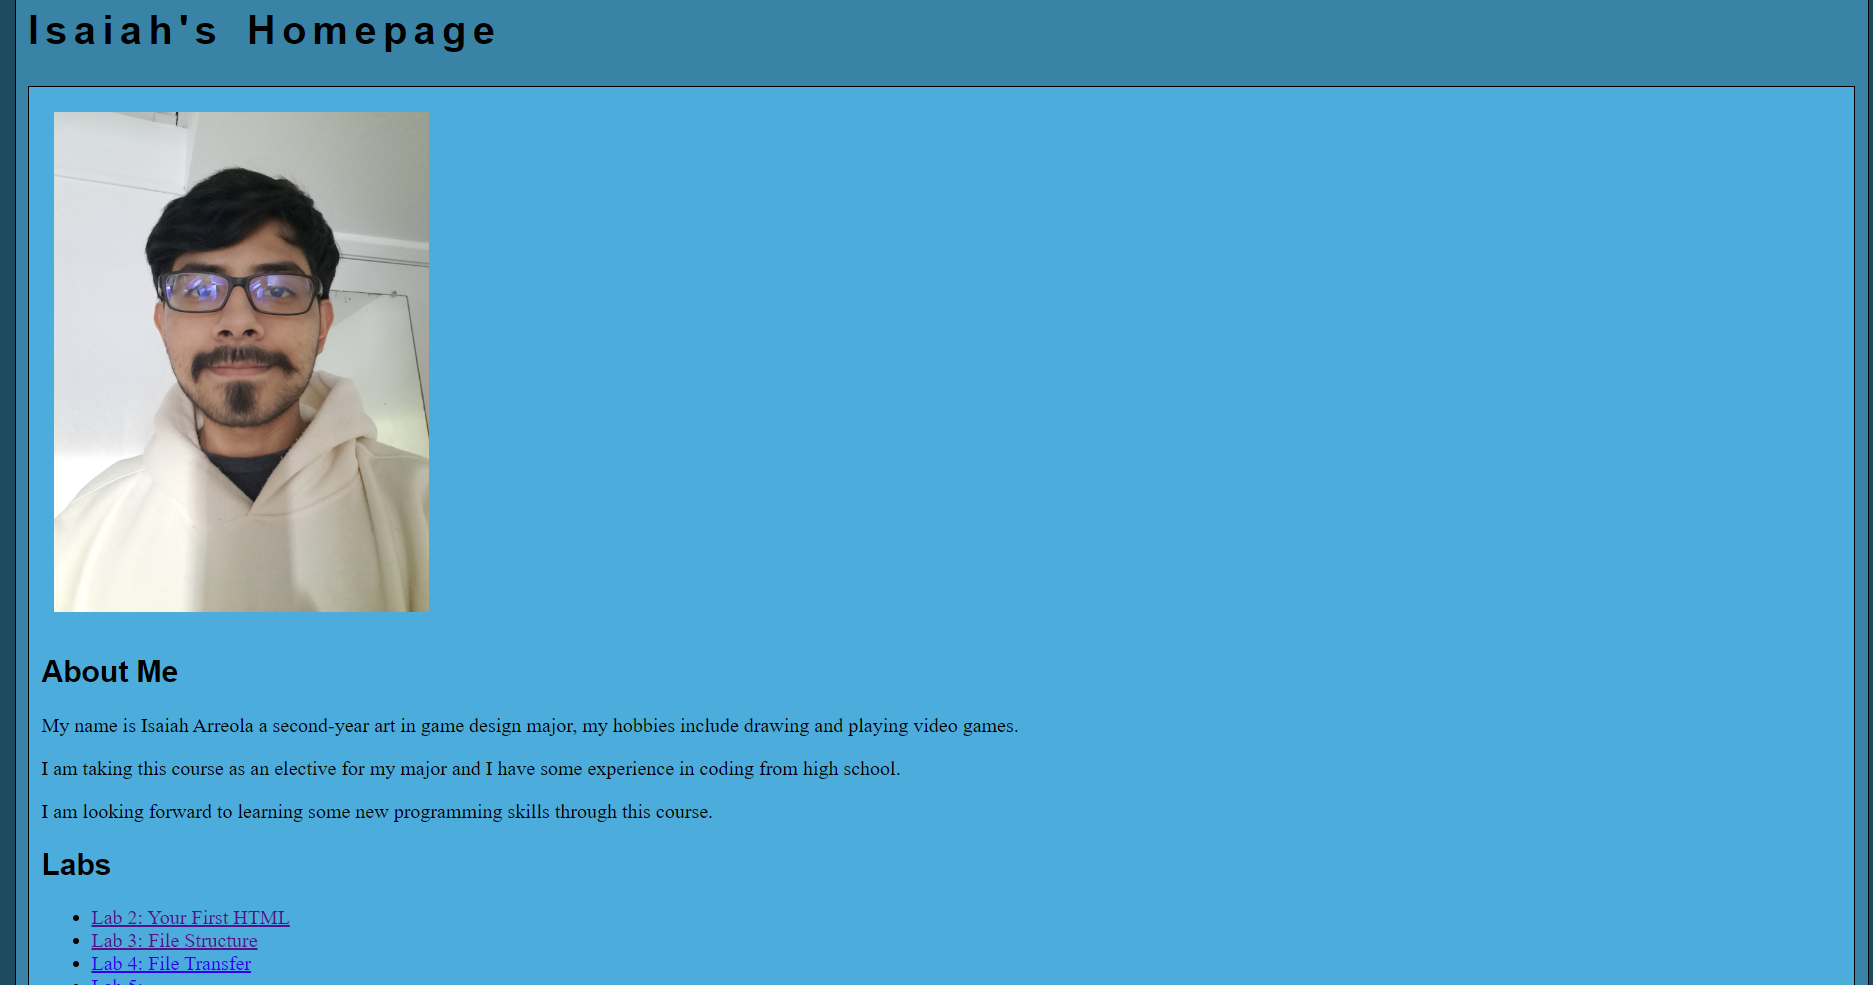 Isaiah's Homepage
About Me
My name is Isaiah Arreola a second-year art in game design major, my hobbies include drawing and playing video games.
I am taking this course as an elective for my major and I have some experience in coding from high school.
I am looking forward to learning some new programming skills through this course.
Labs
Lab 2: Your First HTML
Lab 3: File Structure
Lab 4: File Transfer
Lab 5: